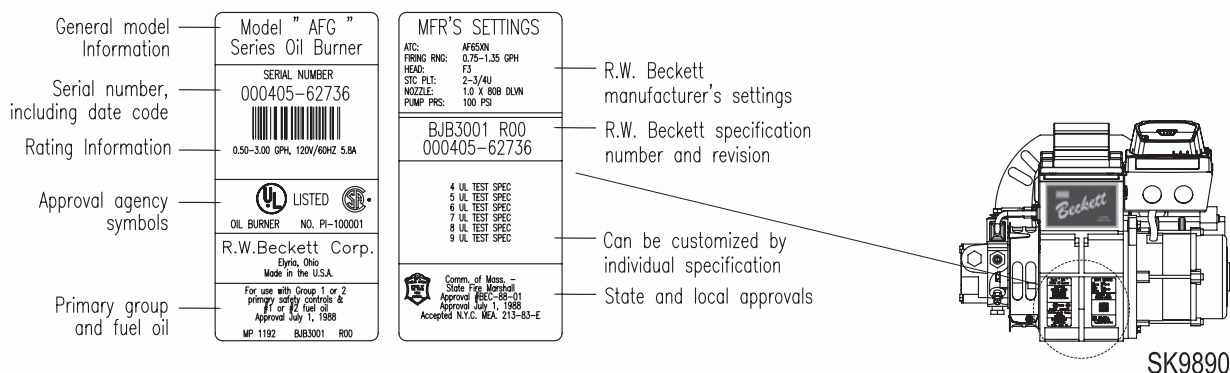 General model
Information
Serial number,
including date code
Rating Information
Approval agency
symbols
Primary group
and fuel oil
Model " AFG "
Series Oil Burner
SERIAL NUMBER
000405-62736
0.50-3.00 GPH, 120V/60HZ 5.8A
UL LISTED SA
OIL BURNER NO. PI-100001
R.W.Beckett Corp.
Elyria, Ohio
Made in the U.S.A.
For use with Group 1 or 2
primary safety controls &
#1 or #2 fuel oil
Approval July 1, 1988
MP 1192 BJB3001 R00
MFR'S SETTINGS
ATC: AF65XN
FIRING RNG: 0.75-1.35 GPH
HEAD: F3
STC PLT: 2-3/4U
NOZZLE: 1.0 X 80B DLVN
PUMP PRS: 100 PSI
BJB3001 R00
000405-62736
4 UL TEST SPEC
5 UL TEST SPEC
6 UL TEST SPEC
7 UL TEST SPEC
8 UL TEST SPEC
9 UL TEST SPEC
Comm. of Mass. -
State Fire Marshall
Approval #BEC-88-01
Approval July 1, 1988
Accepted N.Y.C. MEA. 213-83-E
R.W. Beckett
manufacturer's settings
R.W. Beckett specification
number and revision
Can be customized by
individual specification
State and local approvals
Beckett
SK9890